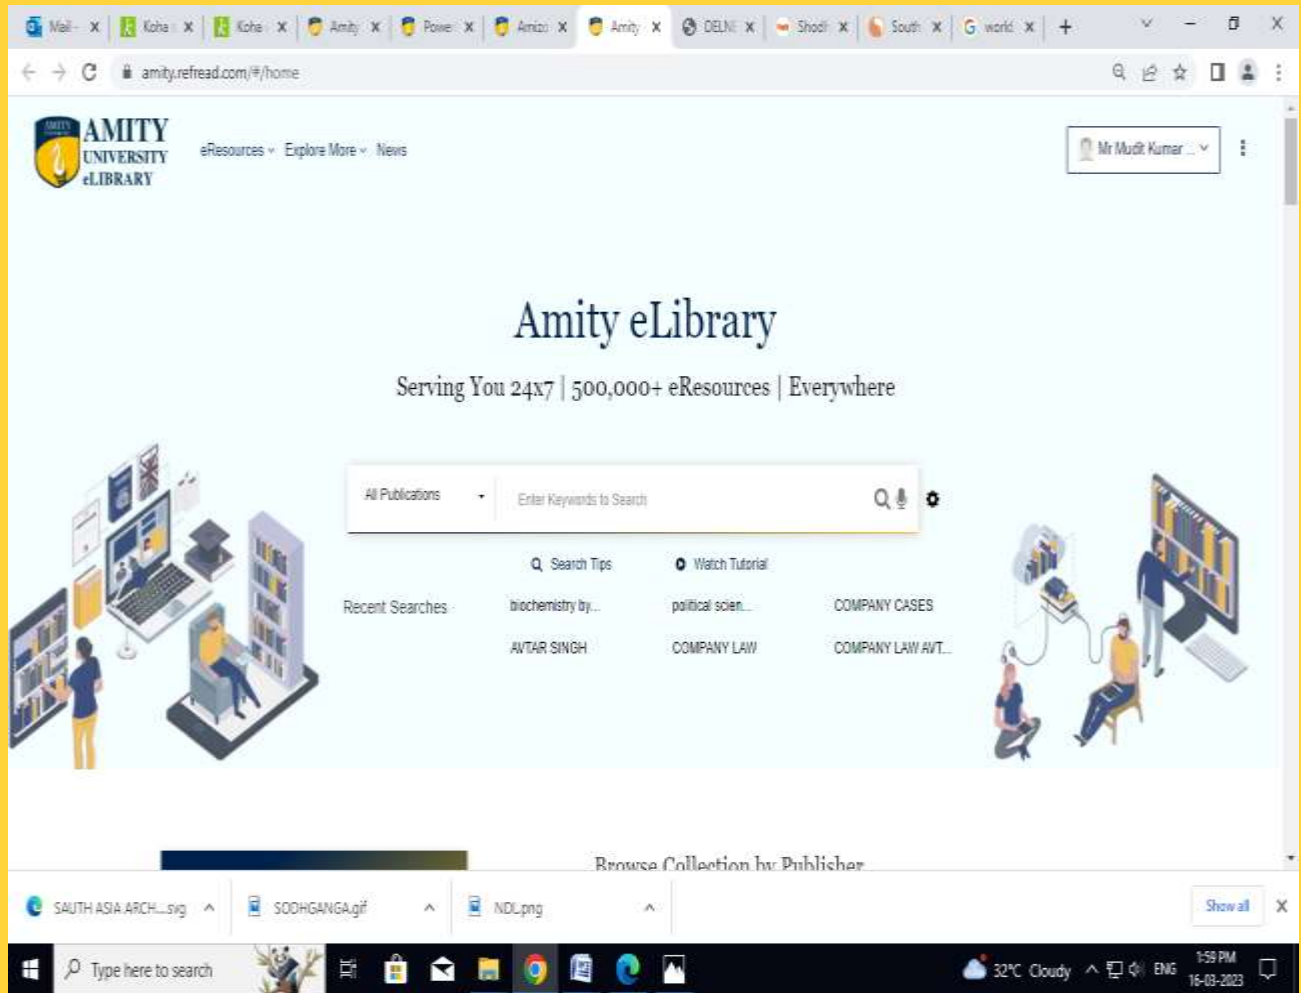 Mail - Koha Koha Amity Power Amizo Amity DELNE Shodh South world
amity.refread.com/#/home
AMITY
UNIVERSITY
eLIBRARY
eResources Explore More News
Mr Mudit Kumar ...
Amity eLibrary
Serving You 24x7 | 500,000+ eResources | Everywhere
All Publications
Enter Keywords to Search
Search Tips
Watch Tutorial
Recent Searches
biochemistry by...
political scien...
COMPANY CASES
AVTAR SINGH
COMPANY LAW
COMPANY LAW AVT...
Browse Collection by Publisher
SAUTH ASIA ARCH....svg
SODHGANGA.gif
NDL.png
Show all
Type here to search
32°C Cloudy
ENG
1:59 PM
16-03-2023